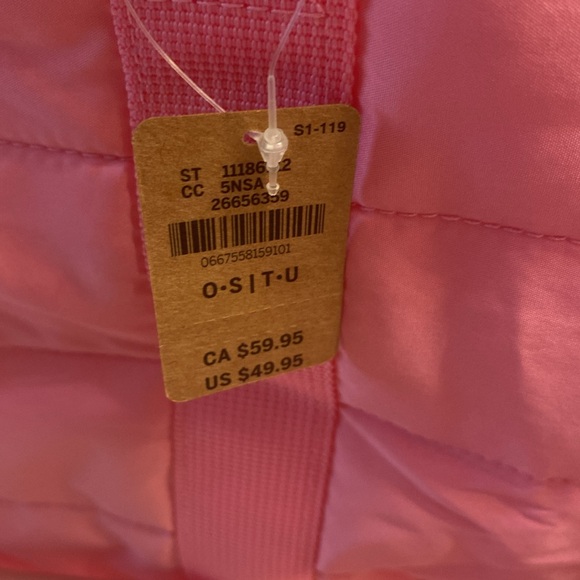 S1-119
ST
CC 5NSA
26656359
0667558159101
O•S | T•U
CA $59.95
US $49.95